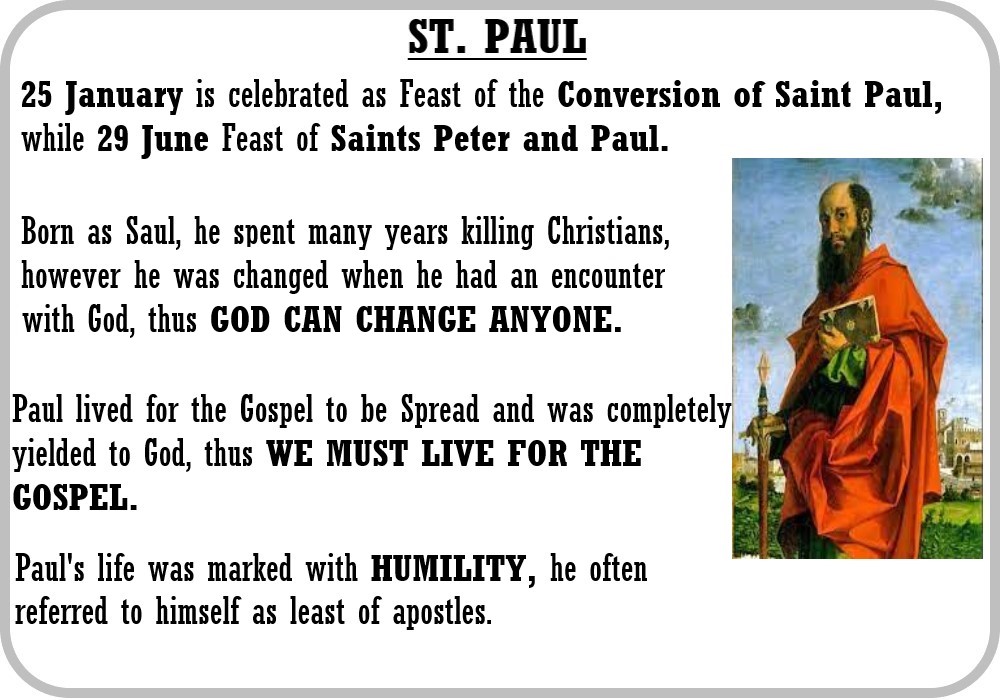 ST. PAUL
25 January is celebrated as Feast of the Conversion of Saint Paul,
while 29 June Feast of Saints Peter and Paul.
Born as Saul, he spent many years killing Christians,
however he was changed when he had an encounter
with God, thus GOD CAN CHANGE ANYONE.
Paul lived for the Gospel to be Spread and was completely
yielded to God, thus WE MUST LIVE FOR THE
GOSPEL.
Paul's life was marked with HUMILITY, he often
referred to himself as least of apostles.